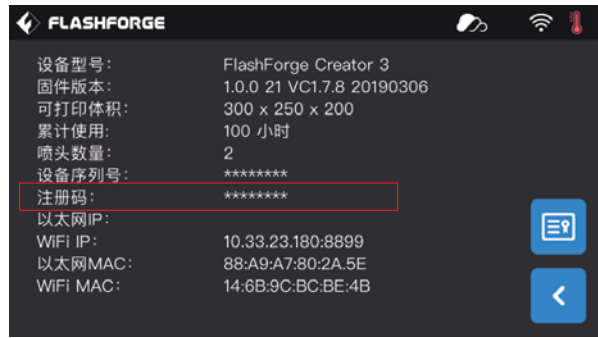 FLASHFORGE
设备型号: FlashForge Creator 3
固件版本: 1.0.0 21 VC1.7.8 20190306
可打印体积: 300 x 250 x 200
累计使用: 100 小时
喷头数量: 2
设备序列号: ********
注册码: ********
以太网IP:
WiFi IP: 10.33.23.180:8899
以太网MAC: 88:A9:A7:80:2A.5E
WiFi MAC: 14:6B:9C:BC:BE:4B